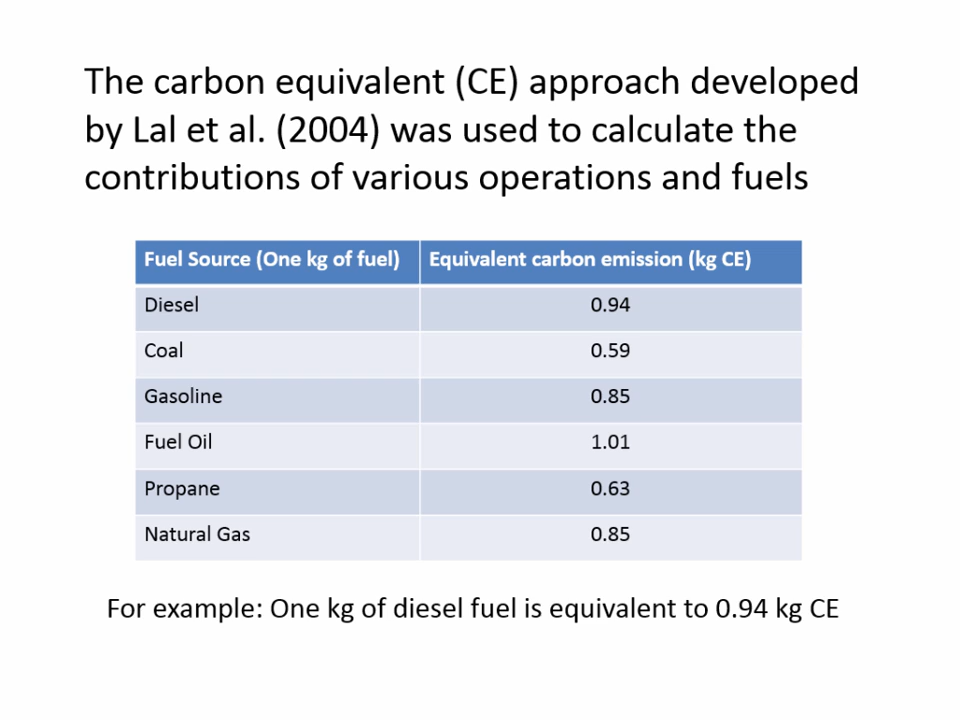 The carbon equivalent (CE) approach developed
by Lal et al. (2004) was used to calculate the
contributions of various operations and fuels
Fuel Source (One kg of fuel) Equivalent carbon emission (kg CE)
Diesel 0.94
Coal 0.59
Gasoline 0.85
Fuel Oil 1.01
Propane 0.63
Natural Gas 0.85
For example: One kg of diesel fuel is equivalent to 0.94 kg CE